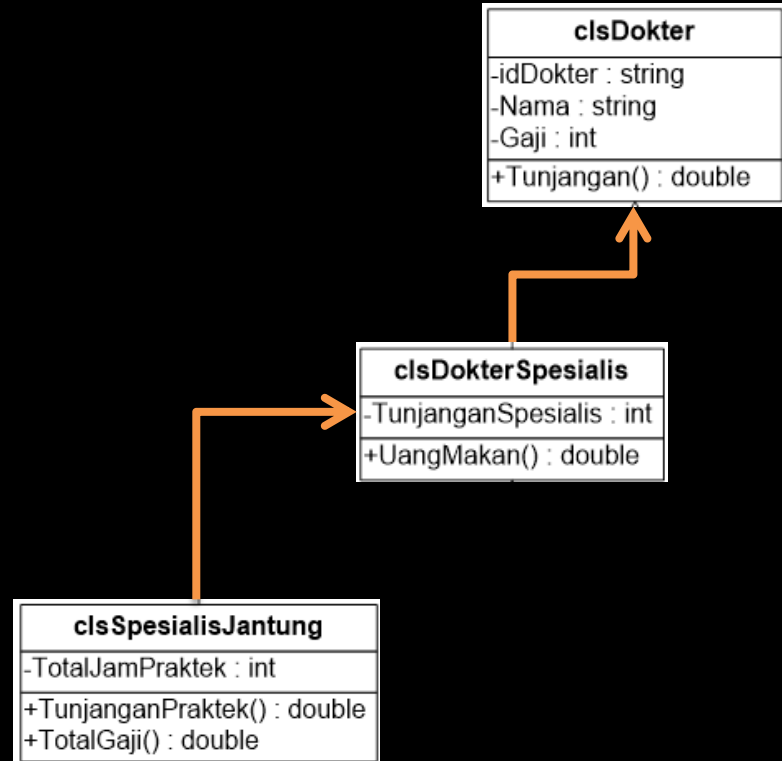 clsDokter
-idDokter : string
-Nama : string
-Gaji : int
+Tunjangan() : double
clsDokterSpesialis
-TunjanganSpesialis : int
+UangMakan() : double
clsSpesialisJantung
-TotalJamPraktek : int
+TunjanganPraktek() : double
+TotalGaji() : double